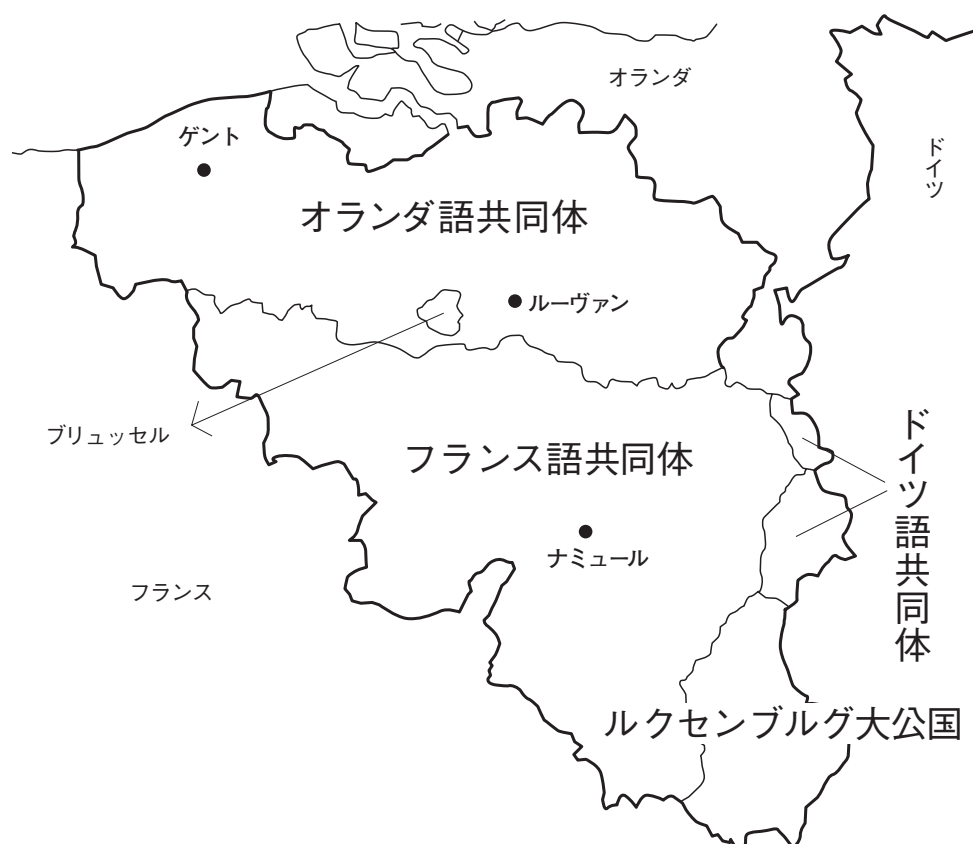 オランダ
ゲント
ドイツ
オランダ語共同体
ルーヴァン
ブリュッセル
フランス語共同体
ドイツ語共同体
ナミュール
フランス
ルクセンブルグ大公国